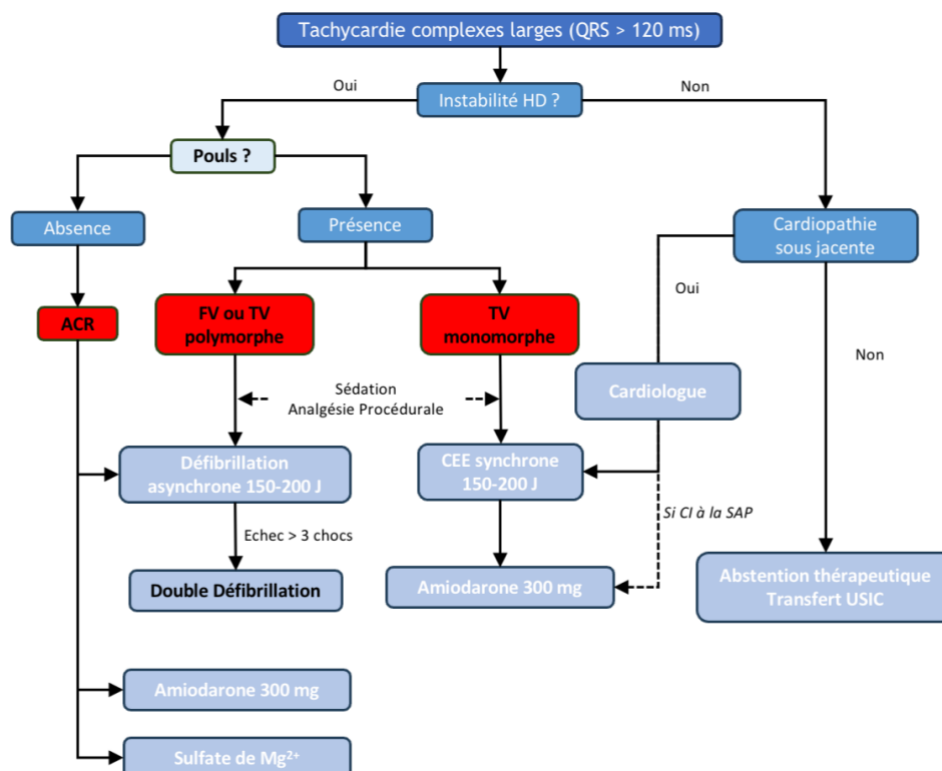 Tachycardie complexes larges (QRS > 120 ms)
Oui
Instabilité HD ?
Non
Pouls ?
Absence
Présence
Cardiopathie
sous jacente
ACR
FV ou TV
polymorphe
TV
monomorphe
Oui
Non
Sédation
Analgésie Procédurale
Cardiologue
Défibrillation
asynchrone 150-200 J
CEE synchrone
150-200 J
Si CI à la SAP
Echec > 3 chocs
Double Défibrillation
Amiodarone 300 mg
Abstention thérapeutique
Transfert USIC
Amiodarone 300 mg
Sulfate de Mg²⁺